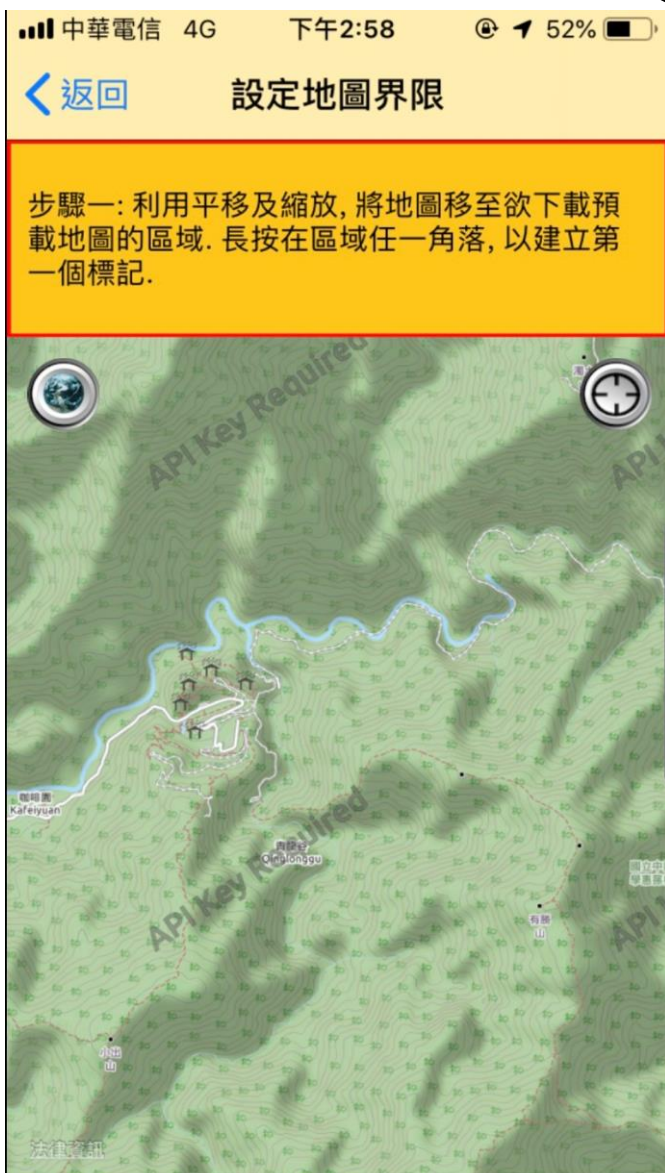 中華電信 4G 下午2:58 52%
返回 設定地圖界限
步驟一: 利用平移及縮放, 將地圖移至欲下載預
載地圖的區域. 長按在區域任一角落, 以建立第
一個標記.
API Key Required
咖啡園
Kafeiyuan
API Key Required
青龍谷
Qinglonggu
國立中
有勝
山
小出
山
法律資訊